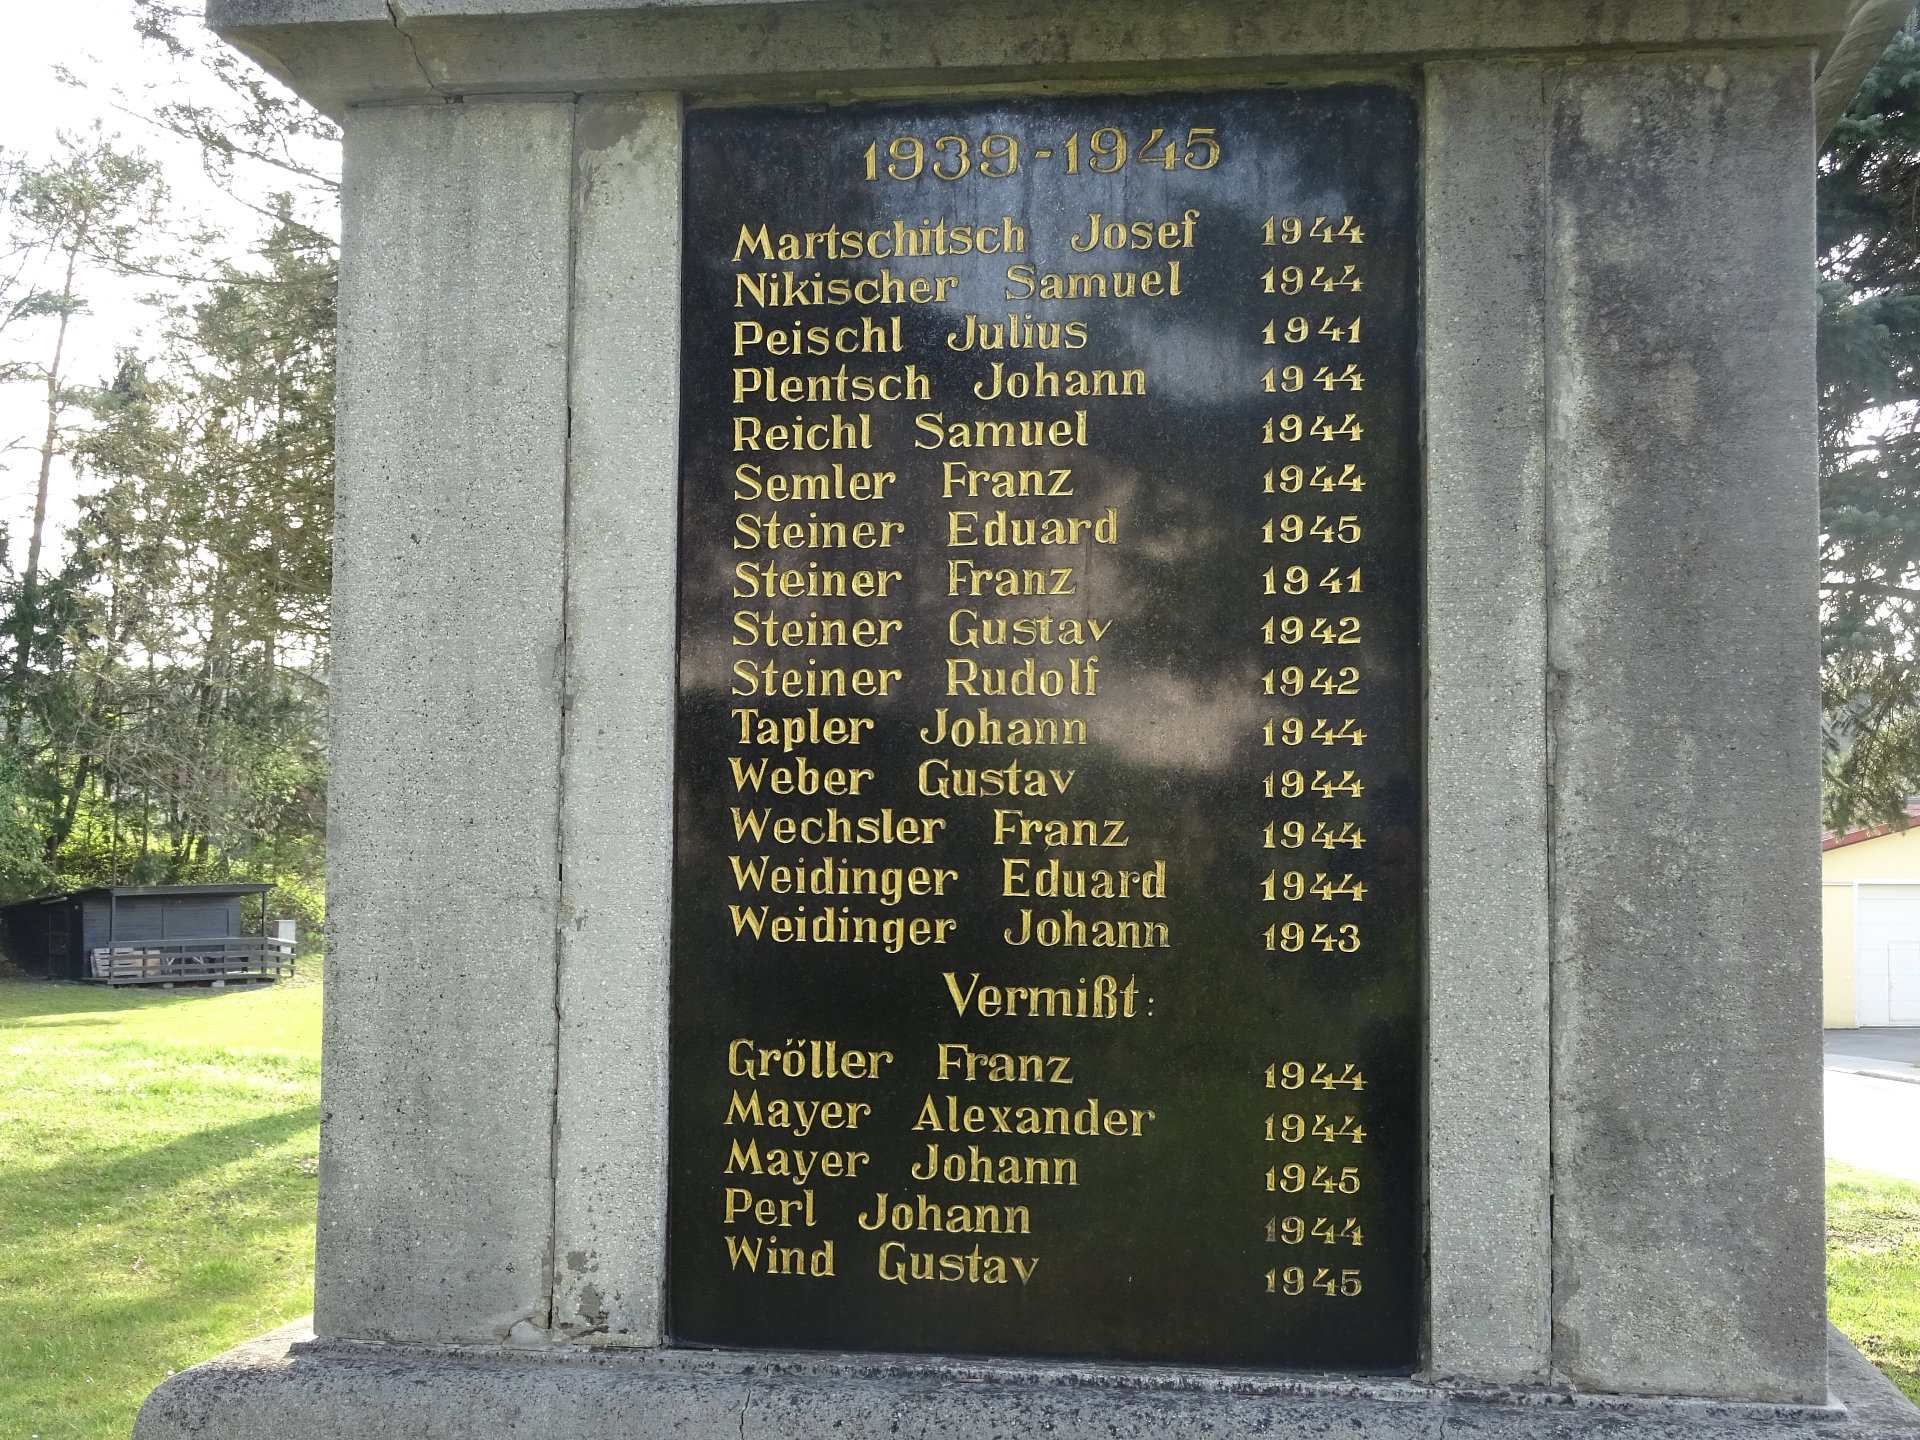 1939-1945
Martschitsch Josef 1944
Nikischer Samuel 1944
Peischl Julius 1941
Plentsch Johann 1944
Reichl Samuel 1944
Semler Franz 1944
Steiner Eduard 1945
Steiner Franz 1941
Steiner Gustav 1942
Steiner Rudolf 1942
Tapler Johann 1944
Weber Gustav 1944
Wechsler Franz 1944
Weidinger Eduard 1944
Weidinger Johann 1943
Vermißt:
Gröller Franz 1944
Mayer Alexander 1944
Mayer Johann 1945
Perl Johann 1944
Wind Gustav 1945